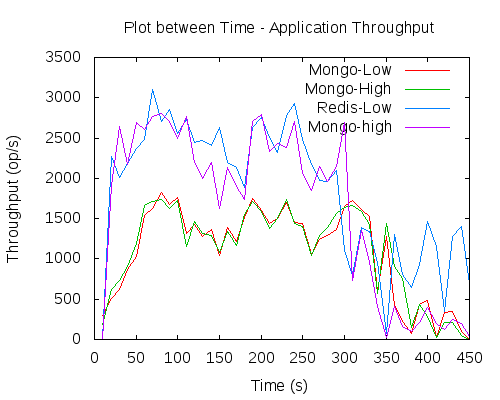 Plot between Time - Application Throughput
Throughput (op/s)
3500
3000
2500
2000
1500
1000
500
0
Mongo-Low
Mongo-High
Redis-Low
Mongo-high
0 50 100 150 200 250 300 350 400 450
Time (s)